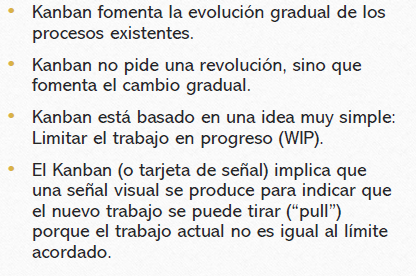 • Kanban fomenta la evolución gradual de los
procesos existentes.
• Kanban no pide una revolución, sino que
fomenta el cambio gradual.
• Kanban está basado en una idea muy simple:
Limitar el trabajo en progreso (WIP).
• El Kanban (o tarjeta de señal) implica que
una señal visual se produce para indicar que
el nuevo trabajo se puede tirar (“pull”)
porque el trabajo actual no es igual al límite
acordado.